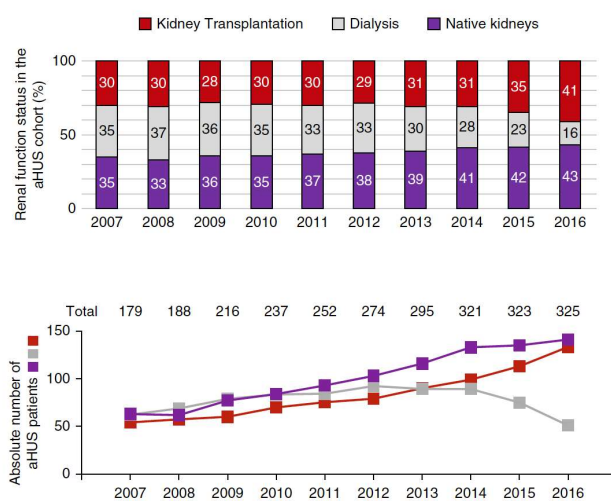 Kidney Transplantation Dialysis Native kidneys
Renal function status in the
aHUS cohort (%)
100
50
0
30 30 28 30 30 29 31 31 35 41
35 37 36 35 33 33 30 28 23 16
35 33 36 35 37 38 39 41 42 43
2007 2008 2009 2010 2011 2012 2013 2014 2015 2016
Total 179 188 216 237 252 274 295 321 323 325
Absolute number of
aHUS patients
150
100
50
0
2007 2008 2009 2010 2011 2012 2013 2014 2015 2016